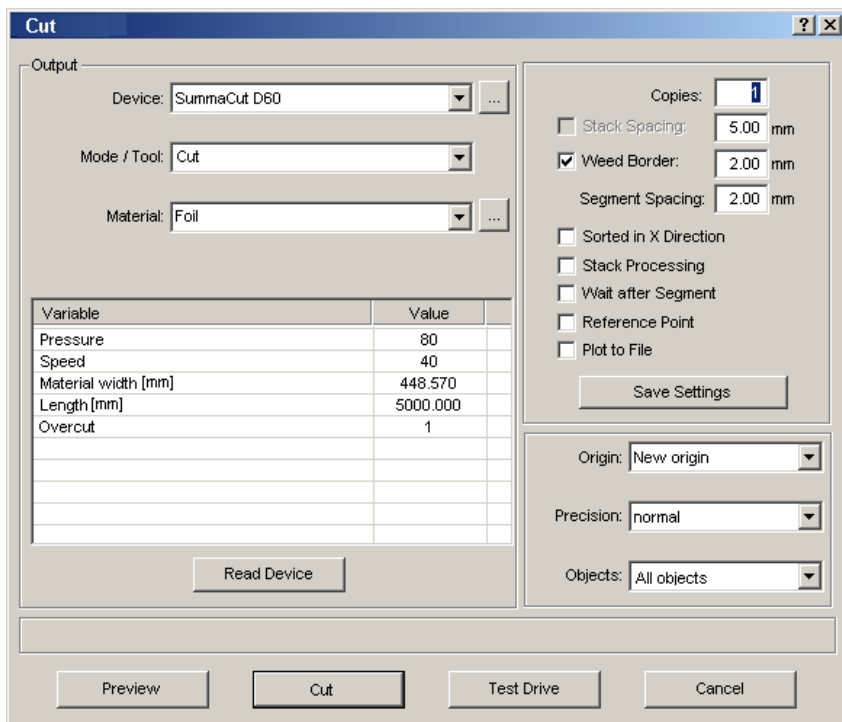 Cut
Output
Device: SummaCut D60 ...
Mode / Tool: Cut
Material: Foil ...
Variable Value
Pressure 80
Speed 40
Material width [mm] 448.570
Length [mm] 5000.000
Overcut 1
Read Device
Copies: 1
Stack Spacing: 5.00 mm
Weed Border: 2.00 mm
Segment Spacing: 2.00 mm
Sorted in X Direction
Stack Processing
Wait after Segment
Reference Point
Plot to File
Save Settings
Origin: New origin
Precision: normal
Objects: All objects
Preview Cut Test Drive Cancel